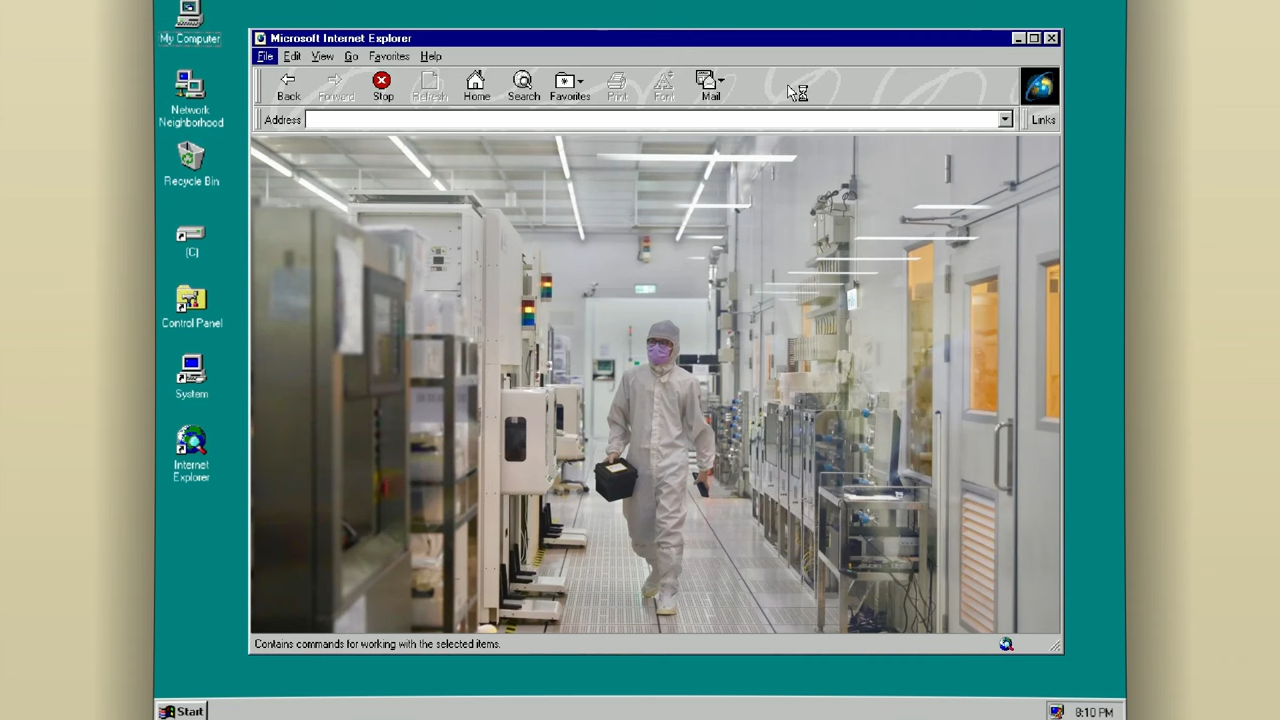 My Computer
Network
Neighborhood
Recycle Bin
(C)
Control Panel
System
Internet
Explorer
Microsoft Internet Explorer
File Edit View Go Favorites Help
Back Forward Stop Refresh Home Search Favorites Print Font Mail
Address Links
Contains commands for working with the selected items.
Start 8:10 PM